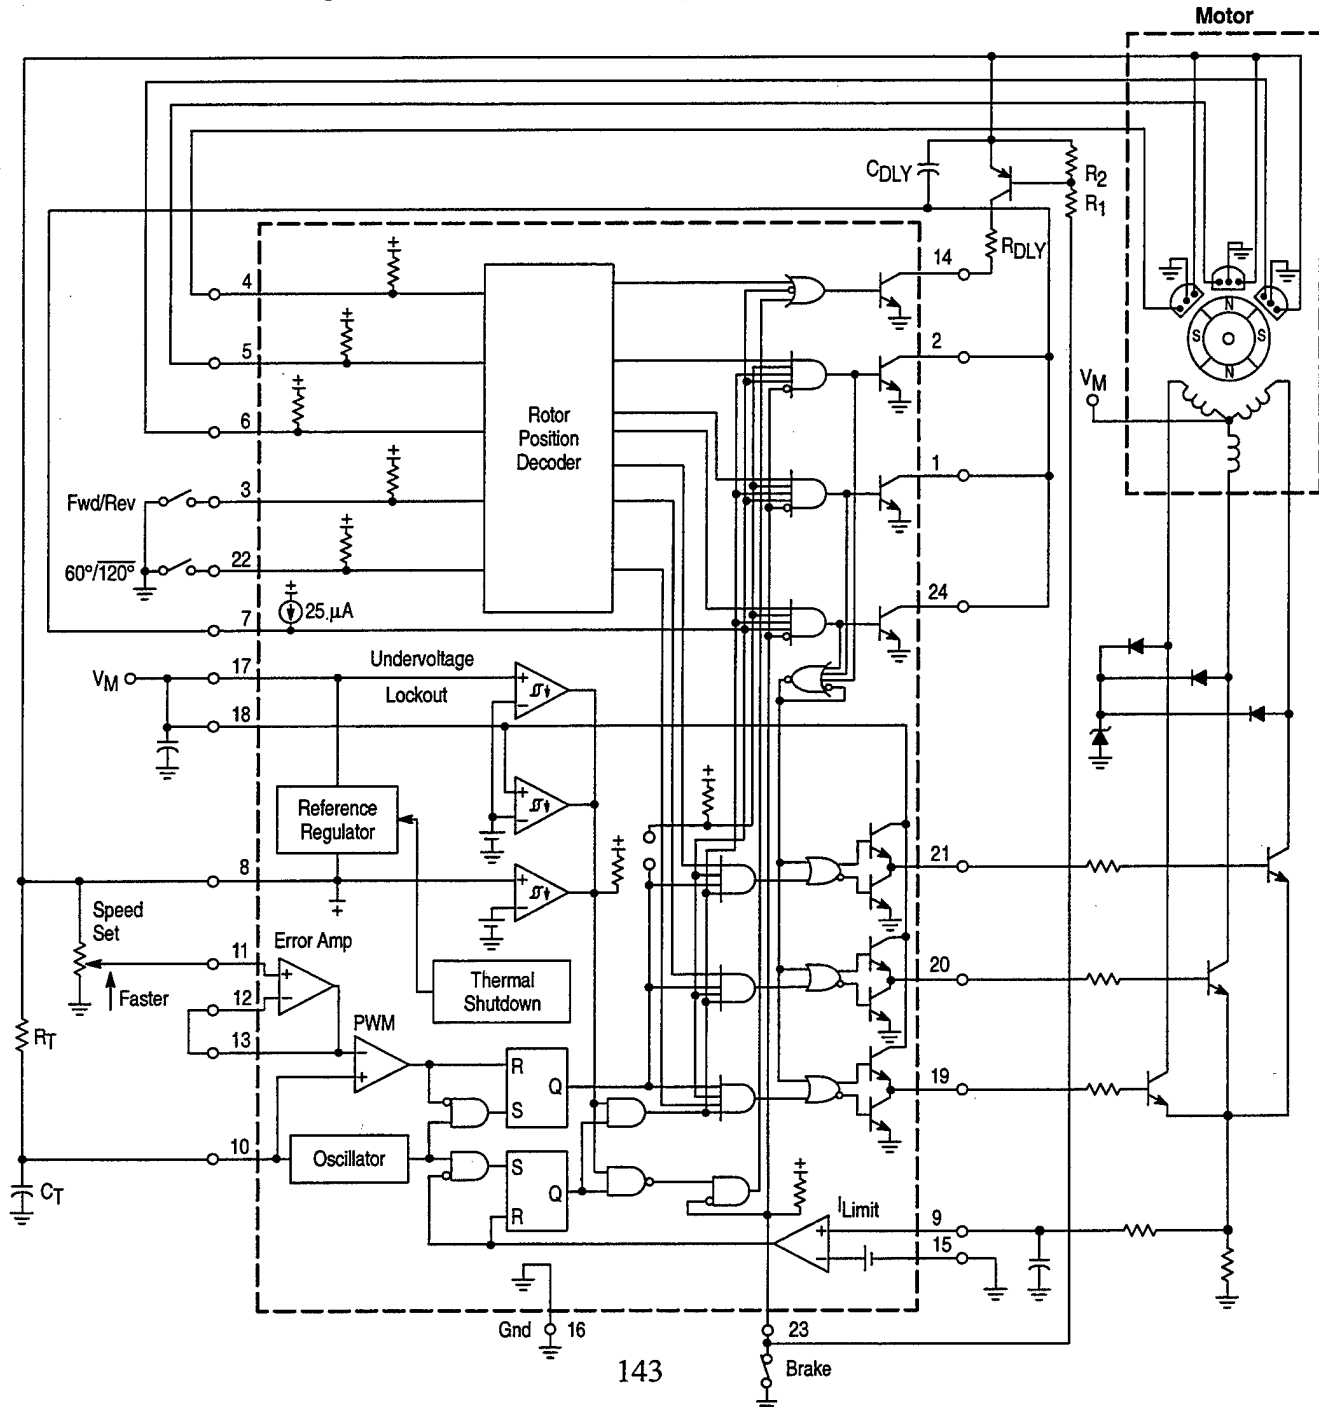 Motor
CDLY
R2
R1
RDLY
14
4
2
5
VM
6
Rotor
Position
Decoder
1
Fwd/Rev
3
60°/120°
22
24
7
25 µA
Undervoltage
Lockout
VM
17
18
Reference
Regulator
21
8
Speed
Set
Error Amp
11
20
12
Faster
Thermal
Shutdown
13
PWM
RT
R
Q
S
19
10
Oscillator
S
Q
R
CT
ILimit
9
15
Gnd
16
23
Brake
143
N
S
S
N